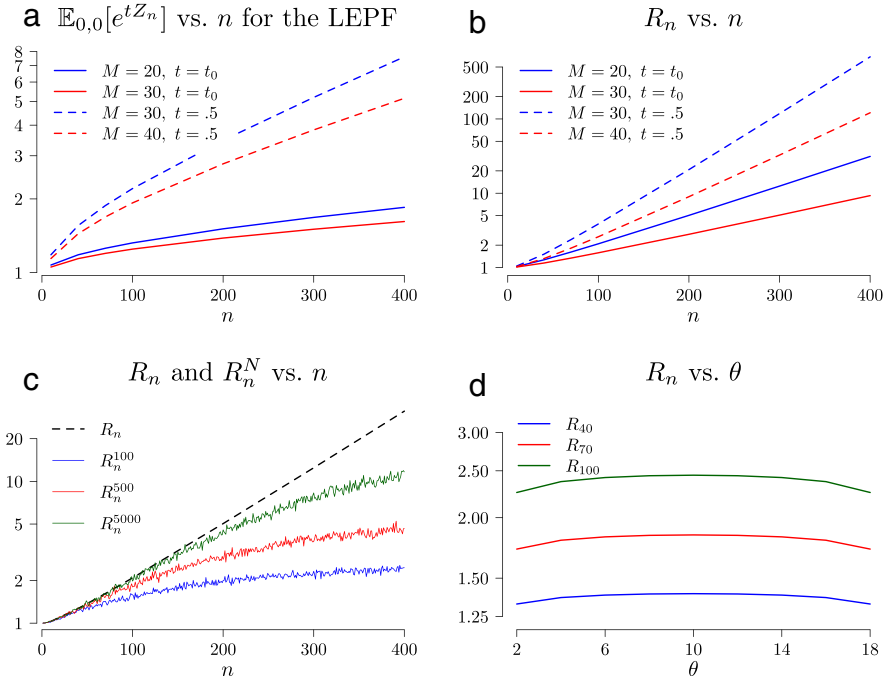 a
𝔼₀,₀[e^{tZₙ}] vs. n for the LEPF
8
7
6
5
4
3
2
1
M = 20, t = t₀
M = 30, t = t₀
M = 30, t = .5
M = 40, t = .5
0
100
200
300
400
n
b
Rₙ vs. n
500
200
100
50
20
10
5
2
1
M = 20, t = t₀
M = 30, t = t₀
M = 30, t = .5
M = 40, t = .5
0
100
200
300
400
n
c
Rₙ and Rₙᴺ vs. n
20
10
5
2
1
Rₙ
Rₙ¹⁰⁰
Rₙ⁵⁰⁰
Rₙ⁵⁰⁰⁰
0
100
200
300
400
n
d
Rₙ vs. θ
3.00
2.50
2.00
1.50
1.25
R₄₀
R₇₀
R₁₀₀
2
6
10
14
18
θ